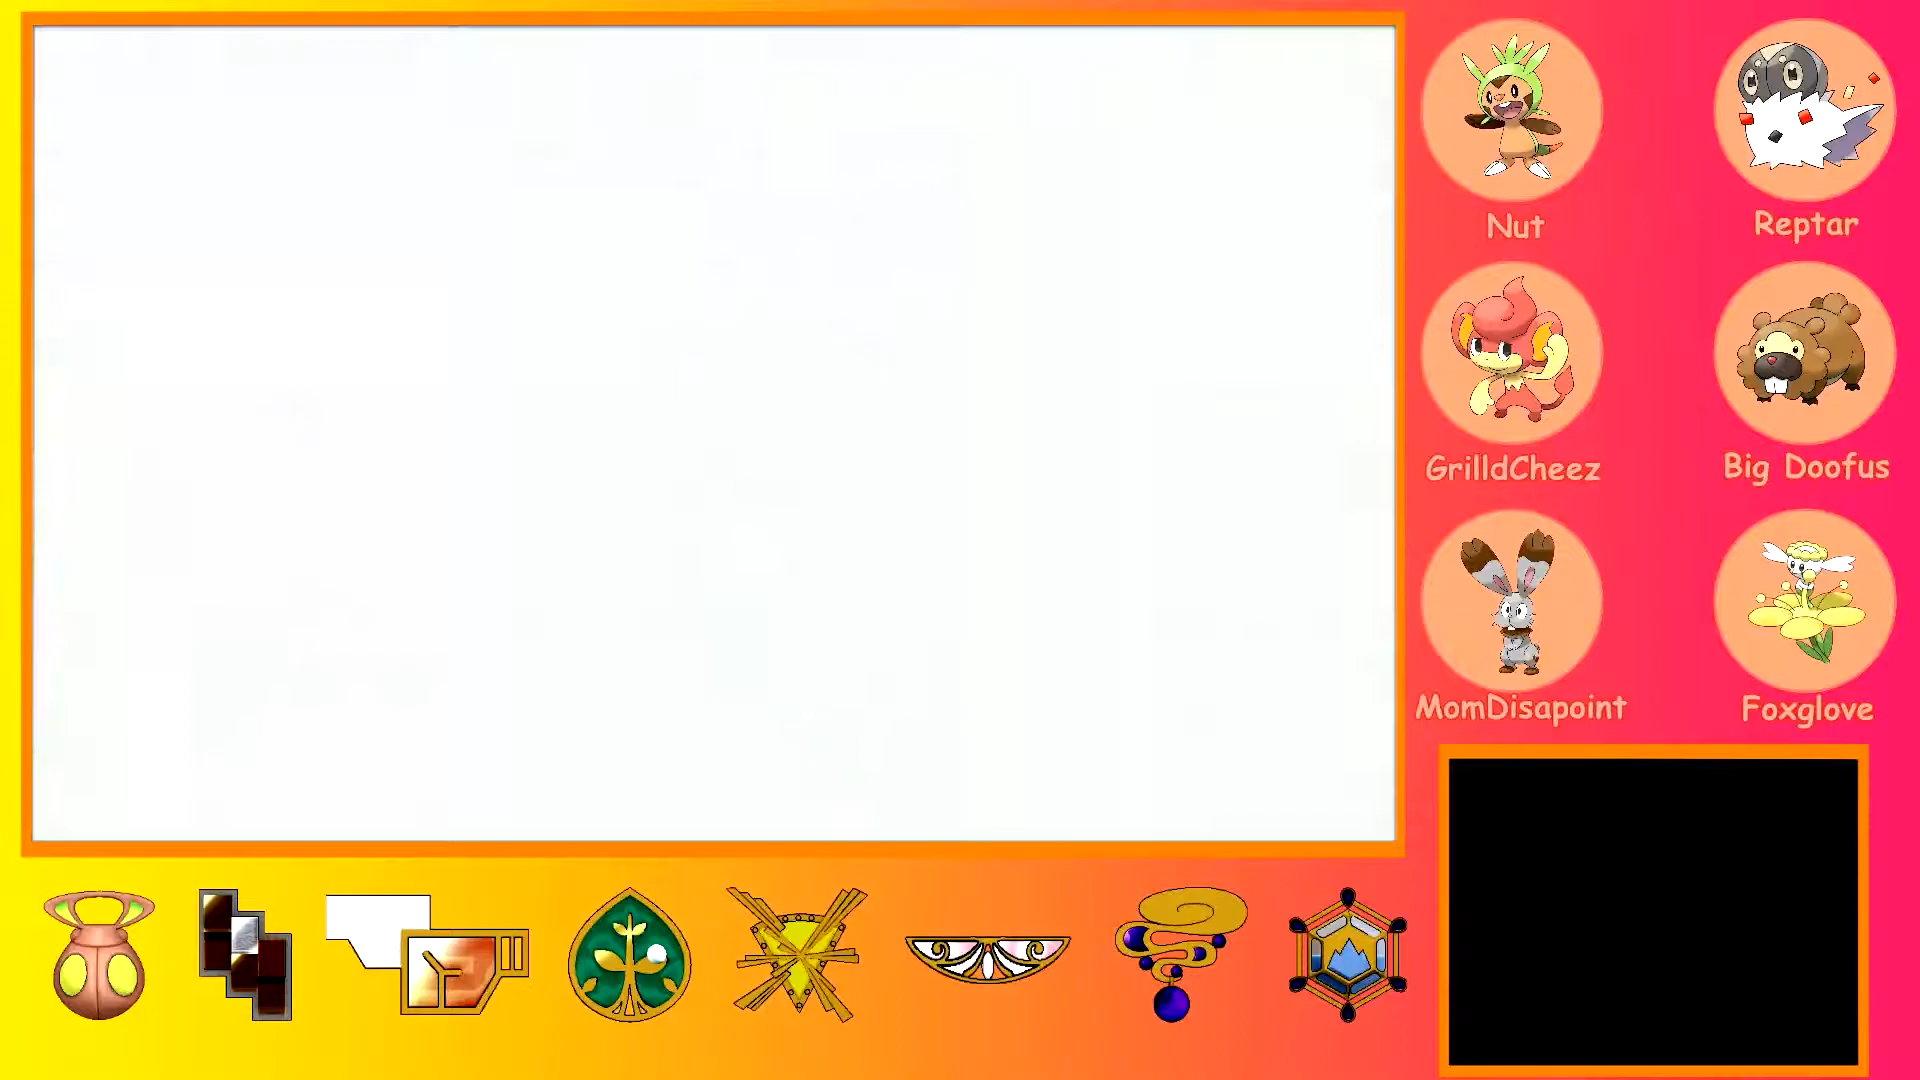 Nut
Reptar
GrilldCheez
Big Doofus
MomDisapoint
Foxglove